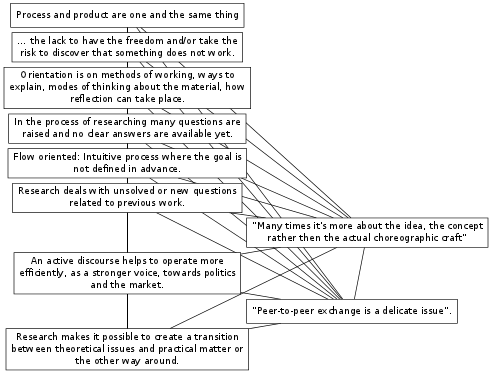 Process and product are one and the same thing
... the lack to have the freedom and/or take the
risk to discover that something does not work.
Orientation is on methods of working, ways to
explain, modes of thinking about the material, how
reflection can take place.
In the process of researching many questions are
raised and no clear answers are available yet.
Flow oriented: Intuitive process where the goal is
not defined in advance.
Research deals with unsolved or new questions
related to previous work.
"Many times it's more about the idea, the concept
rather then the actual choreographic craft"
An active discourse helps to operate more
efficiently, as a stronger voice, towards politics
and the market.
"Peer-to-peer exchange is a delicate issue".
Research makes it possible to create a transition
between theoretical issues and practical matter or
the other way around.